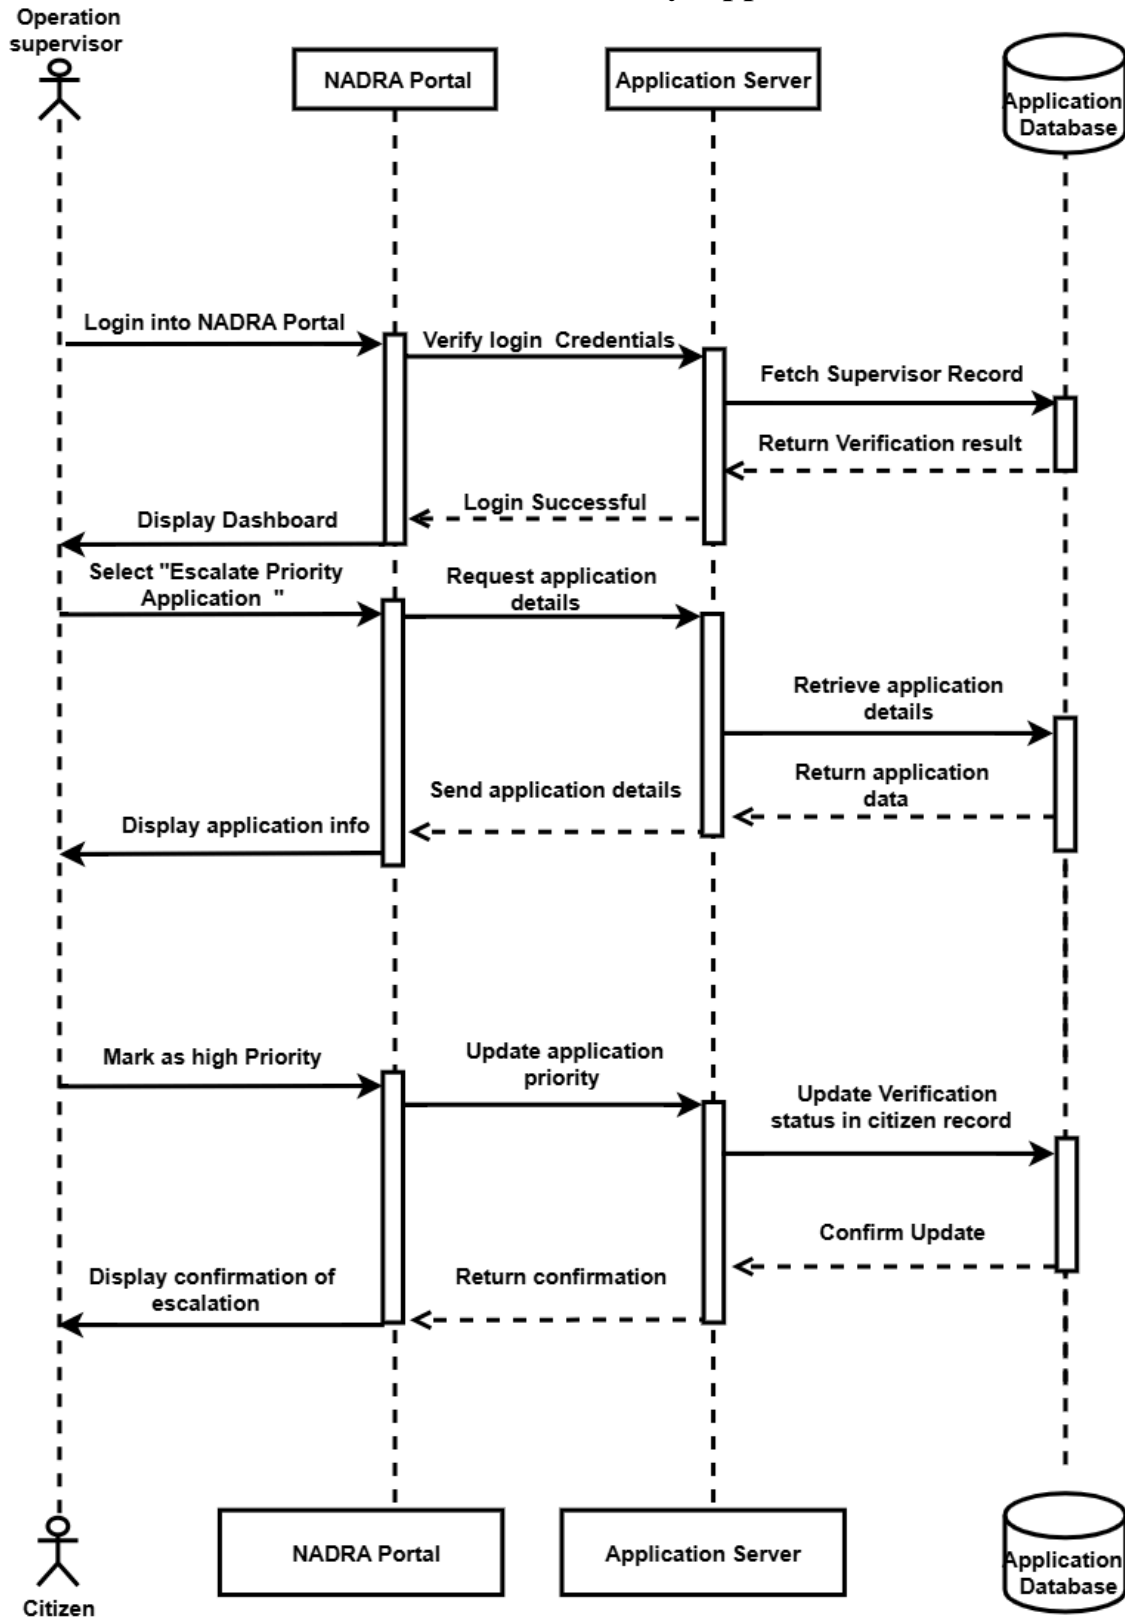 Operation
supervisor
NADRA Portal
Application Server
Application
Database
Login into NADRA Portal
Verify login  Credentials
Fetch Supervisor Record
Return Verification result
Login Successful
Display Dashboard
Select "Escalate Priority
Application  "
Request application
details
Retrieve application
details
Return application
data
Send application details
Display application info
Mark as high Priority
Update application
priority
Update Verification
status in citizen record
Confirm Update
Return confirmation
Display confirmation of
escalation
NADRA Portal
Application Server
Application
Database
Citizen